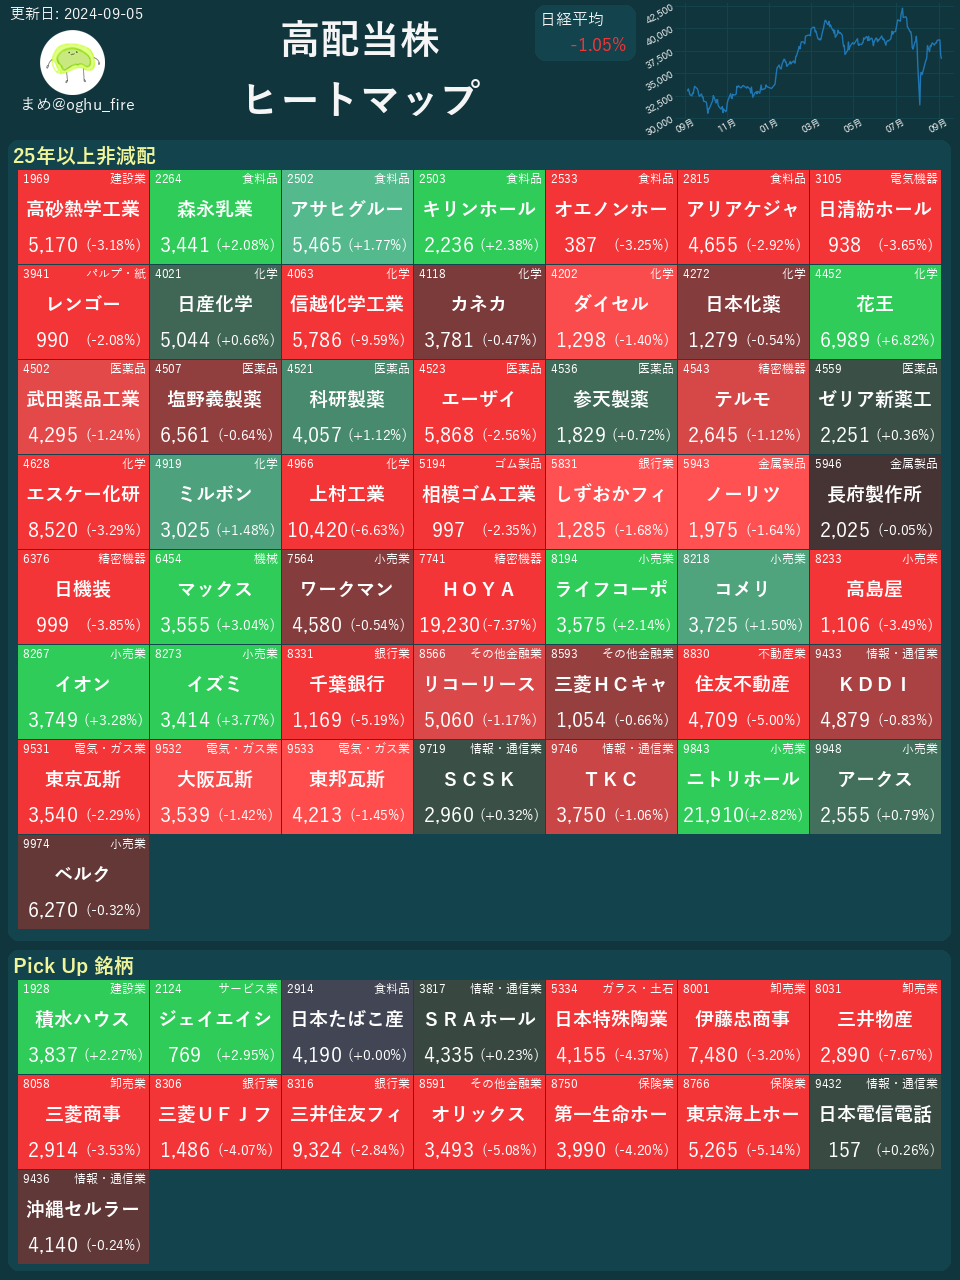 更新日: 2024-09-05
まめ@oghu_fire
高配当株
ヒートマップ
日経平均
-1.05%
42,500
40,000
37,500
35,000
32,500
30,000
09月 11月 01月 03月 05月 07月 09月
25年以上非減配
1969 建設業 2264 食料品 2502 食料品 2503 食料品 2533 食料品 2815 食料品 3105 電気機器
高砂熱学工業 森永乳業 アサヒグルー キリンホール オエノンホー アリアケジャ 日清紡ホール
5,170 (-3.18%) 3,441 (+2.08%) 5,465 (+1.77%) 2,236 (+2.38%) 387 (-3.25%) 4,655 (-2.92%) 938 (-3.65%)
3941 パルプ・紙 4021 化学 4063 化学 4118 化学 4202 化学 4272 化学 4452 化学
レンゴー 日産化学 信越化学工業 カネカ ダイセル 日本化薬 花王
990 (-2.08%) 5,044 (+0.66%) 5,786 (-9.59%) 3,781 (-0.47%) 1,298 (-1.40%) 1,279 (-0.54%) 6,989 (+6.82%)
4502 医薬品 4507 医薬品 4521 医薬品 4523 医薬品 4536 医薬品 4543 精密機器 4559 医薬品
武田薬品工業 塩野義製薬 科研製薬 エーザイ 参天製薬 テルモ ゼリア新薬工
4,295 (-1.24%) 6,561 (-0.64%) 4,057 (+1.12%) 5,868 (-2.56%) 1,829 (+0.72%) 2,645 (-1.12%) 2,251 (+0.36%)
4628 化学 4919 化学 4966 化学 5194 ゴム製品 5831 銀行業 5943 金属製品 5946 金属製品
エスケー化研 ミルボン 上村工業 相模ゴム工業 しずおかフィ ノーリツ 長府製作所
8,520 (-3.29%) 3,025 (+1.48%) 10,420 (-6.63%) 997 (-2.35%) 1,285 (-1.68%) 1,975 (-1.64%) 2,025 (-0.05%)
6376 精密機器 6454 機械 7564 小売業 7741 精密機器 8194 小売業 8218 小売業 8233 小売業
日機装 マックス ワークマン ＨＯＹＡ ライフコーポ コメリ 高島屋
999 (-3.85%) 3,555 (+3.04%) 4,580 (-0.54%) 19,230 (-7.37%) 3,575 (+2.14%) 3,725 (+1.50%) 1,106 (-3.49%)
8267 小売業 8273 小売業 8331 銀行業 8566 その他金融業 8593 その他金融業 8830 不動産業 9433 情報・通信業
イオン イズミ 千葉銀行 リコーリース 三菱ＨＣキャ 住友不動産 ＫＤＤＩ
3,749 (+3.28%) 3,414 (+3.77%) 1,169 (-5.19%) 5,060 (-1.17%) 1,054 (-0.66%) 4,709 (-5.00%) 4,879 (-0.83%)
9531 電気・ガス業 9532 電気・ガス業 9533 電気・ガス業 9719 情報・通信業 9746 情報・通信業 9843 小売業 9948 小売業
東京瓦斯 大阪瓦斯 東邦瓦斯 ＳＣＳＫ ＴＫＣ ニトリホール アークス
3,540 (-2.29%) 3,539 (-1.42%) 4,213 (-1.45%) 2,960 (+0.32%) 3,750 (-1.06%) 21,910 (+2.82%) 2,555 (+0.79%)
9974 小売業
ベルク
6,270 (-0.32%)
Pick Up 銘柄
1928 建設業 2124 サービス業 2914 食料品 3817 情報・通信業 5334 ガラス・土石 8001 卸売業 8031 卸売業
積水ハウス ジェイエイシ 日本たばこ産 ＳＲＡホール 日本特殊陶業 伊藤忠商事 三井物産
3,837 (+2.27%) 769 (+2.95%) 4,190 (+0.00%) 4,335 (+0.23%) 4,155 (-4.37%) 7,480 (-3.20%) 2,890 (-7.67%)
8058 卸売業 8306 銀行業 8316 銀行業 8591 その他金融業 8750 保険業 8766 保険業 9432 情報・通信業
三菱商事 三菱ＵＦＪフ 三井住友フィ オリックス 第一生命ホー 東京海上ホー 日本電信電話
2,914 (-3.53%) 1,486 (-4.07%) 9,324 (-2.84%) 3,493 (-5.08%) 3,990 (-4.20%) 5,265 (-5.14%) 157 (+0.26%)
9436 情報・通信業
沖縄セルラー
4,140 (-0.24%)